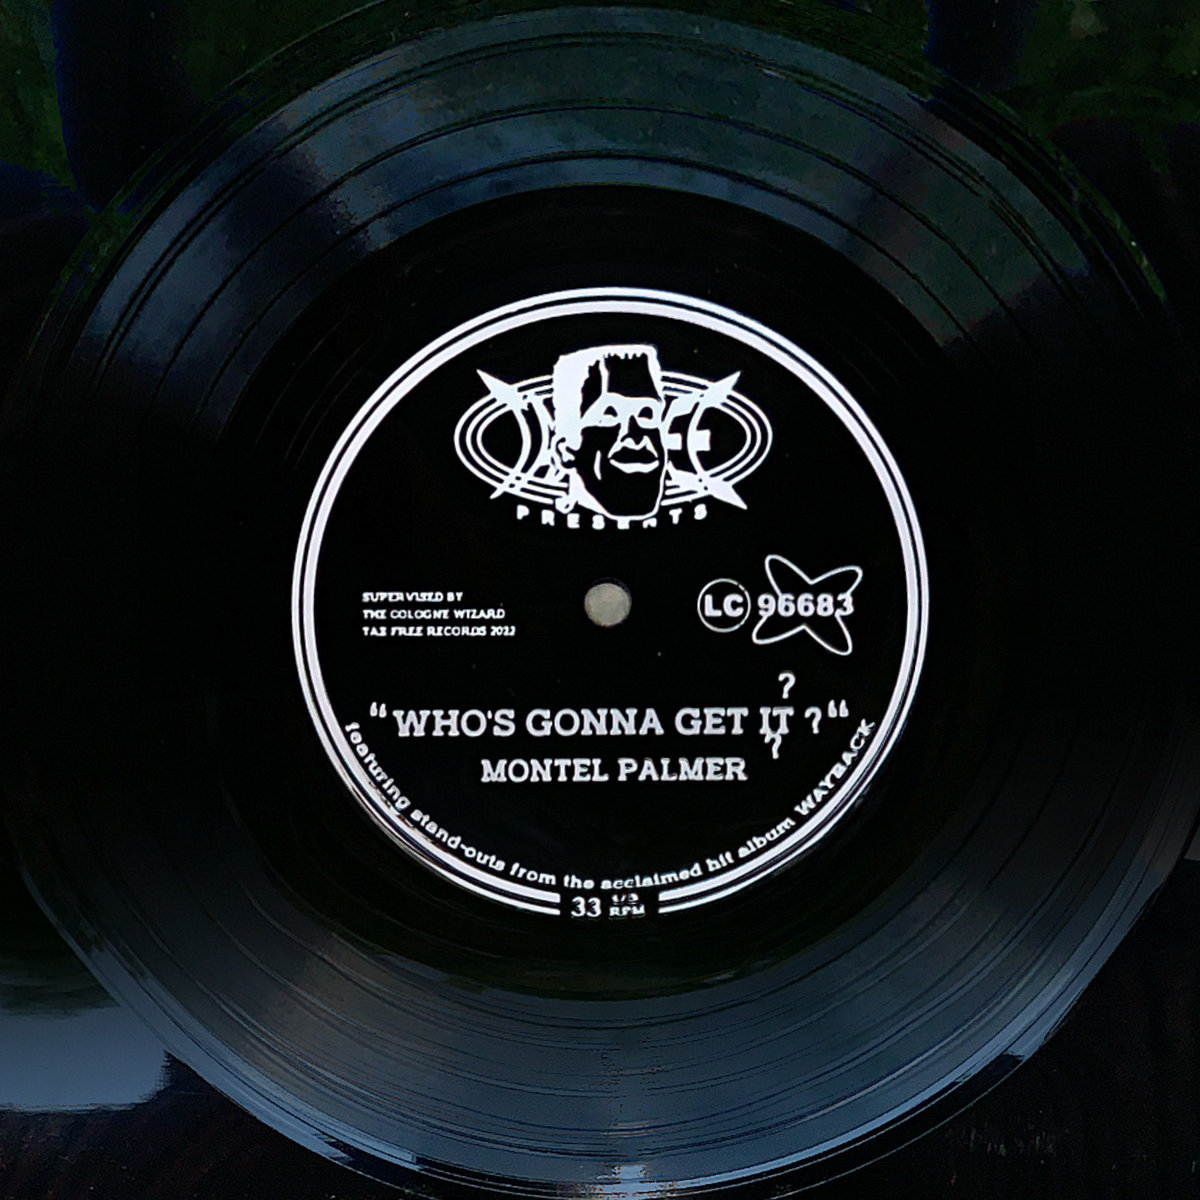 PRESENTS
SUPERVISED BY
THE COLOGNE WIZARD
TAX FREE RECORDS 2022
LC 96683
?
"WHO'S GONNA GET IT ?"
?
MONTEL PALMER
featuring stand-outs from the acclaimed hit album WAYBACK
33 1/3
RPM